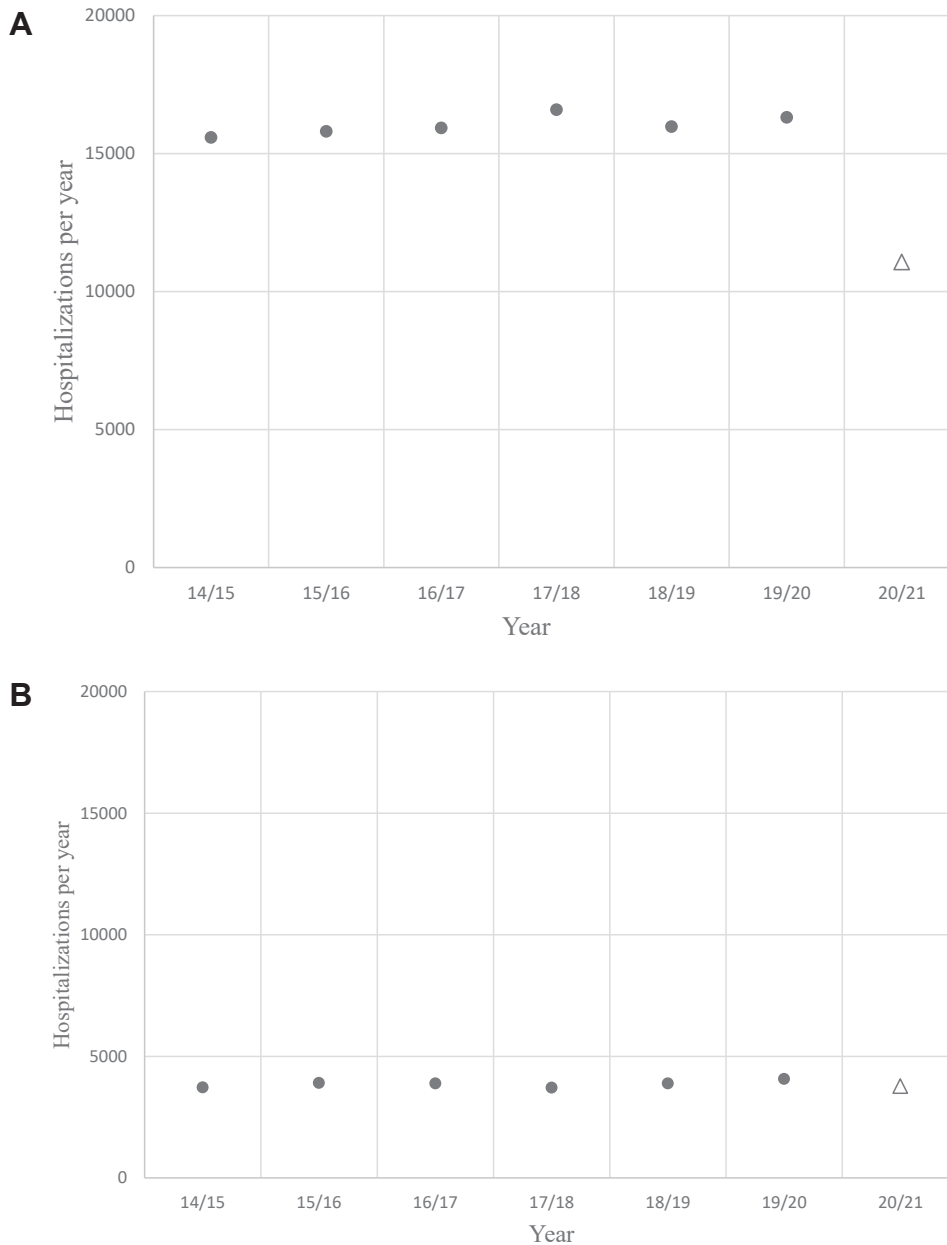 A
20000
15000
10000
5000
0
Hospitalizations per year
14/15 15/16 16/17 17/18 18/19 19/20 20/21
Year
B
20000
15000
10000
5000
0
Hospitalizations per year
14/15 15/16 16/17 17/18 18/19 19/20 20/21
Year